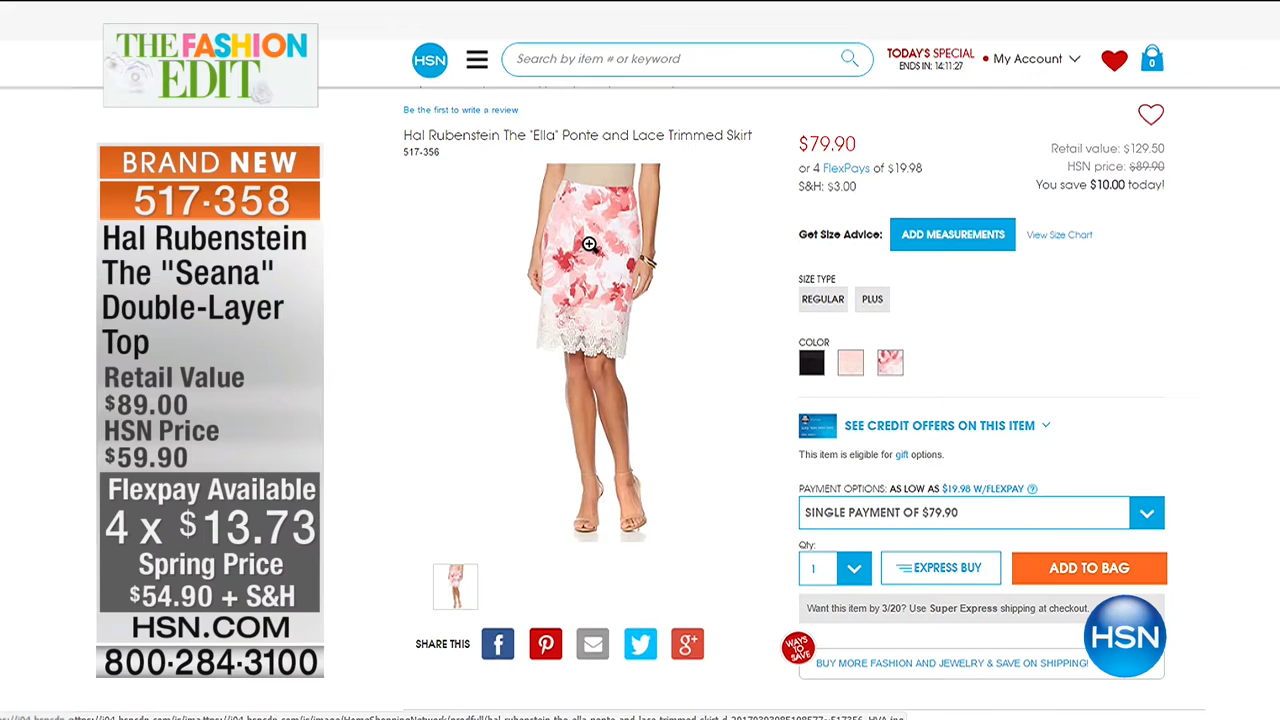 THE FASHION
EDIT
BRAND NEW
517-358
Hal Rubenstein
The "Seana"
Double-Layer
Top
Retail Value
$89.00
HSN Price
$59.90
Flexpay Available
4 x $13.73
Spring Price
$54.90 + S&H
HSN.COM
800-284-3100
HSN
Search by item # or keyword
TODAY'S SPECIAL
ENDS IN: 14:11:27
My Account
0
Be the first to write a review
Hal Rubenstein The "Ella" Ponte and Lace Trimmed Skirt
517-356
SHARE THIS
$79.90
or 4 FlexPays of $19.98
S&H: $3.00
Retail value: $129.50
HSN price: $89.90
You save $10.00 today!
Get Size Advice: ADD MEASUREMENTS View Size Chart
SIZE TYPE
REGULAR PLUS
COLOR
SEE CREDIT OFFERS ON THIS ITEM
This item is eligible for gift options.
PAYMENT OPTIONS: AS LOW AS $19.98 W/FLEXPAY ?
SINGLE PAYMENT OF $79.90
Qty:
1 EXPRESS BUY ADD TO BAG
Want this item by 3/20? Use Super Express shipping at checkout.
WAYS TO SAVE
BUY MORE FASHION AND JEWELRY & SAVE ON SHIPPING!
HSN